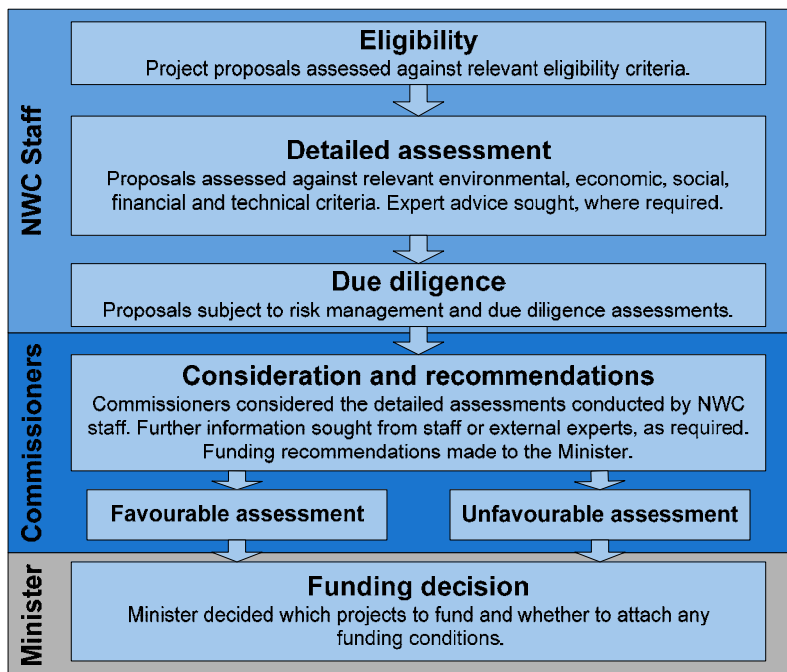 NWC Staff
Eligibility
Project proposals assessed against relevant eligibility criteria.
Detailed assessment
Proposals assessed against relevant environmental, economic, social,
financial and technical criteria. Expert advice sought, where required.
Due diligence
Proposals subject to risk management and due diligence assessments.
Commissioners
Consideration and recommendations
Commissioners considered the detailed assessments conducted by NWC
staff. Further information sought from staff or external experts, as required.
Funding recommendations made to the Minister.
Favourable assessment
Unfavourable assessment
Minister
Funding decision
Minister decided which projects to fund and whether to attach any
funding conditions.